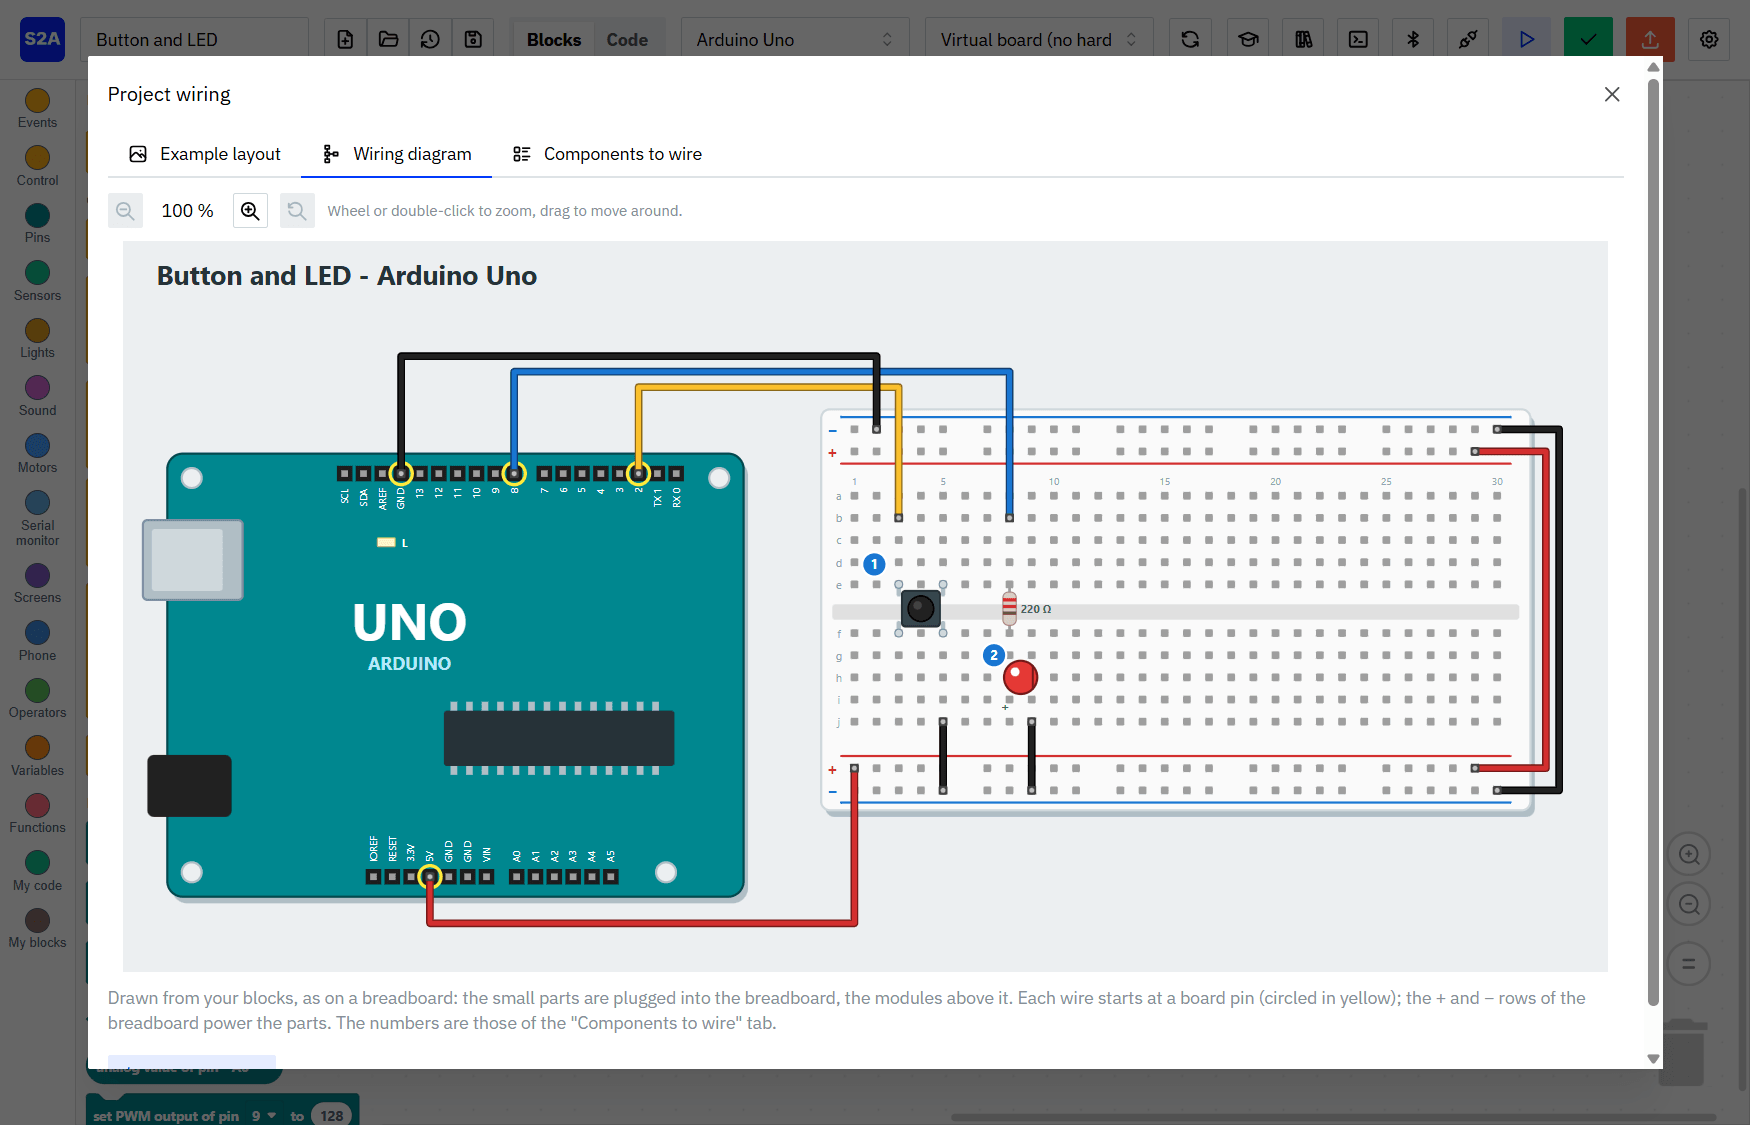 S2A
Button and LED
Blocks
Code
Arduino Uno
Virtual board (no hard
Events
Control
Pins
Sensors
Lights
Sound
Motors
Serial
monitor
Screens
Phone
Operators
Variables
Functions
My code
My blocks
Project wiring
Example layout
Wiring diagram
Components to wire
100 %
Wheel or double-click to zoom, drag to move around.
Button and LED - Arduino Uno
SCL SDA AREF GND 13 12 11 10 9 8 7 6 5 4 3 2 TX 1 RX 0
L
UNO
ARDUINO
IOREF RESET 3.3V 5V GND GND VIN A0 A1 A2 A3 A4 A5
−
+
1 5 10 15 20 25 30
a
b
c
d
1
e
220 Ω
f
g
2
h
i
+
j
+
−
Drawn from your blocks, as on a breadboard: the small parts are plugged into the breadboard, the modules above it. Each wire starts at a board pin (circled in yellow); the + and – rows of the
breadboard power the parts. The numbers are those of the "Components to wire" tab.
set PWM output of pin 9 to 128